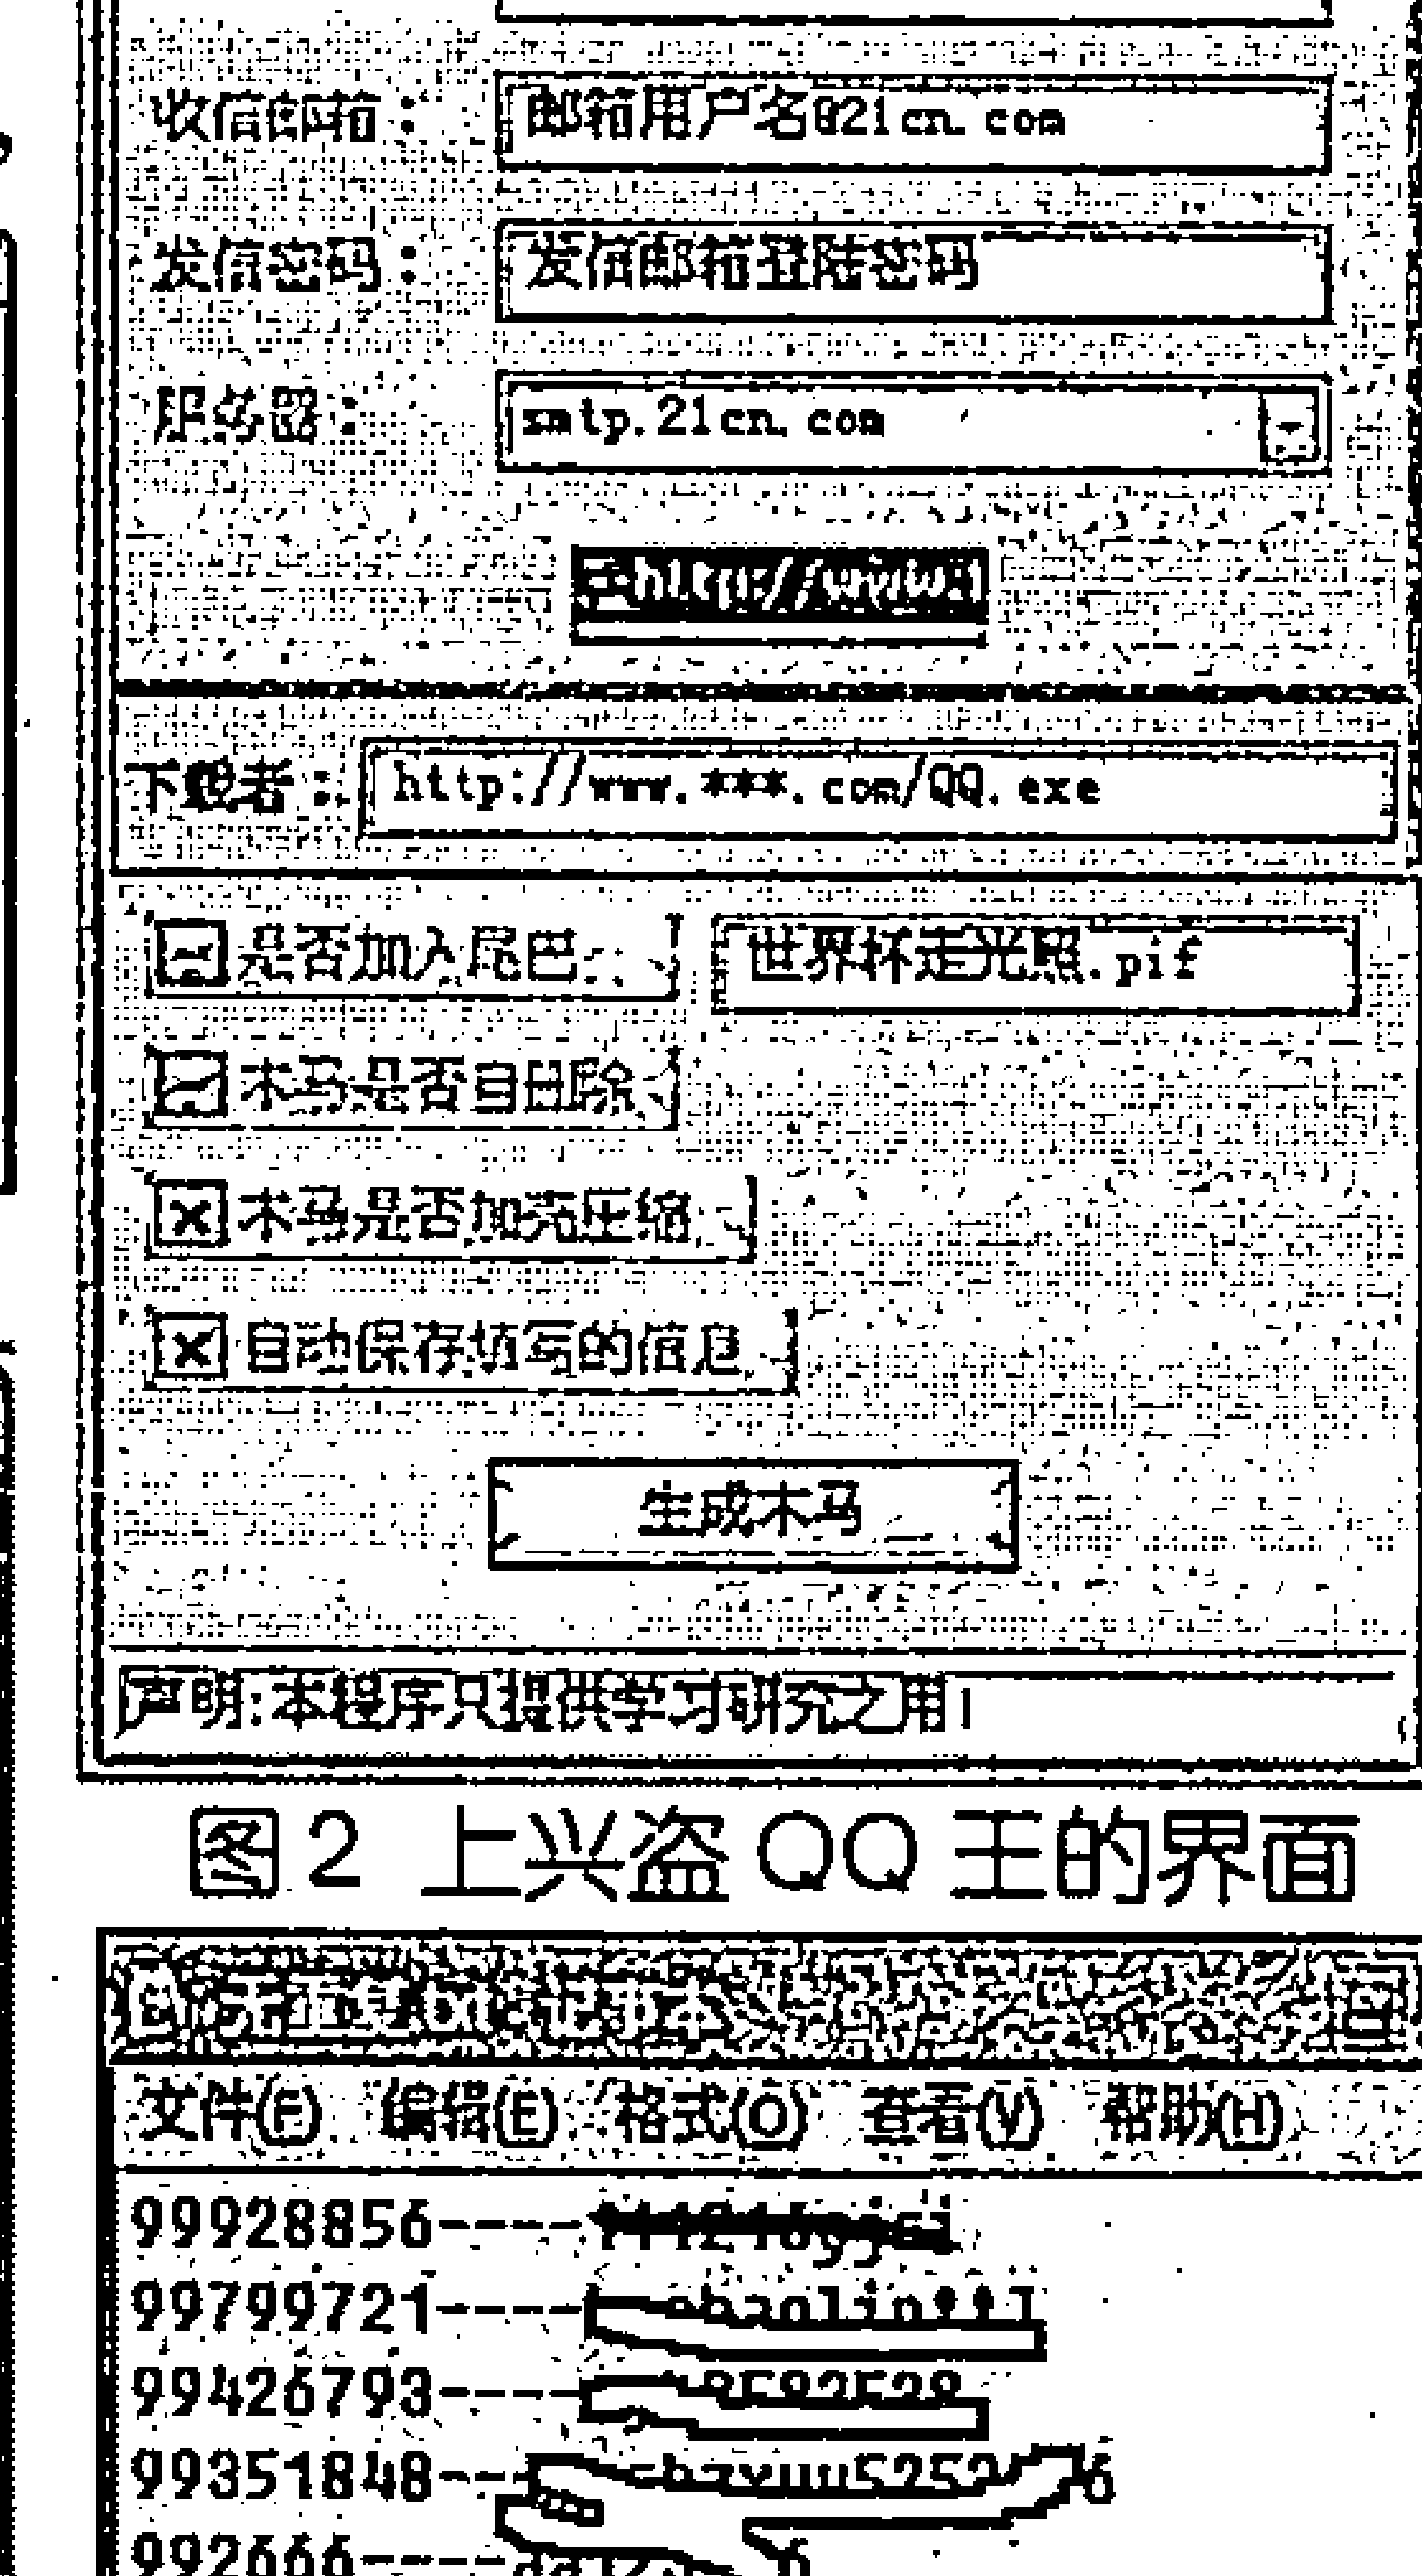 收信邮箱：
邮箱用户名@21cn.com
发信密码：
发信邮箱登陆密码
服务器：
smtp.21cn.com
下载者：
http://www.***.com/QQ.exe
是否加入尾巴
世界杯走光照.pif
木马是否自删除
木马是否加壳压缩
自动保存填写的信息
生成木马
声明:本程序只提供学习研究之用!
图2 上兴盗QQ王的界面
文件(F) 编辑(E) 格式(O) 查看(V) 帮助(H)
99928856----
99799721----
99426793----
99351848---
992666----